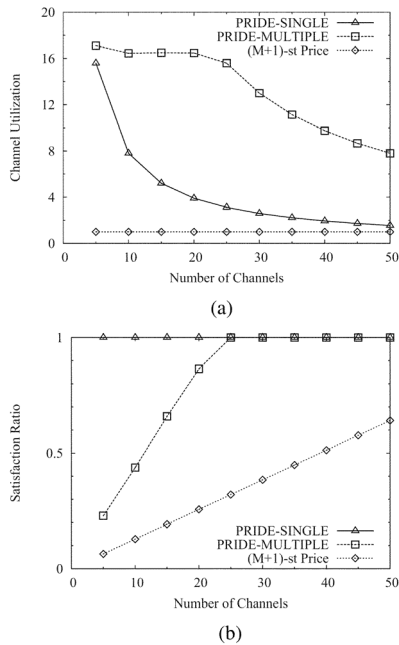 20
16
12
8
4
0
Channel Utilization
PRIDE-SINGLE
PRIDE-MULTIPLE
(M+1)-st Price
0 10 20 30 40 50
Number of Channels
(a)
1
0.5
0
Satisfaction Ratio
PRIDE-SINGLE
PRIDE-MULTIPLE
(M+1)-st Price
0 10 20 30 40 50
Number of Channels
(b)